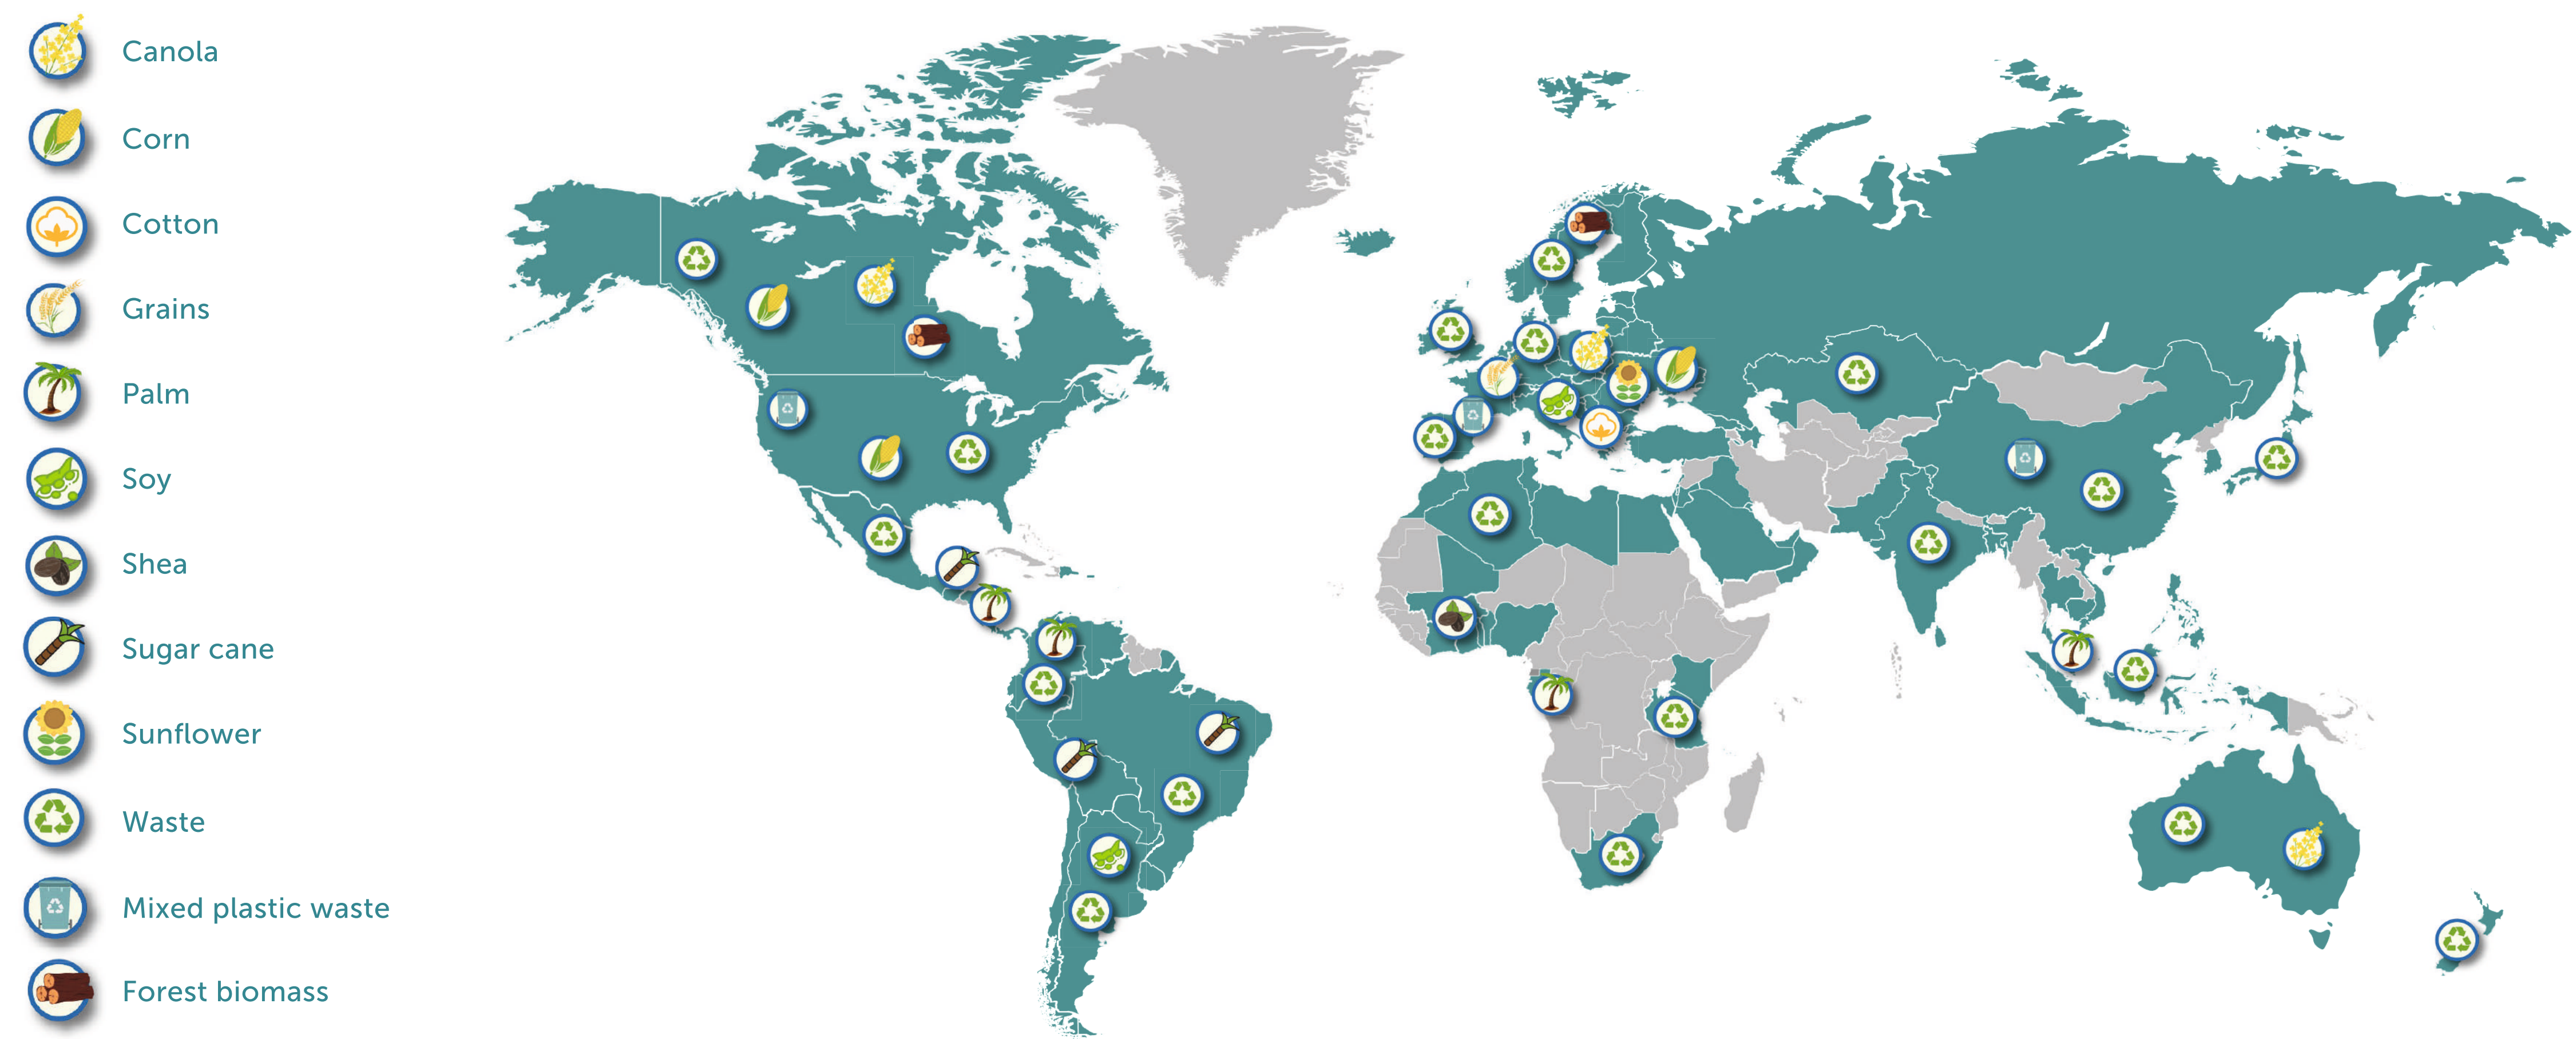 Canola
Corn
Cotton
Grains
Palm
Soy
Shea
Sugar cane
Sunflower
Waste
Mixed plastic waste
Forest biomass